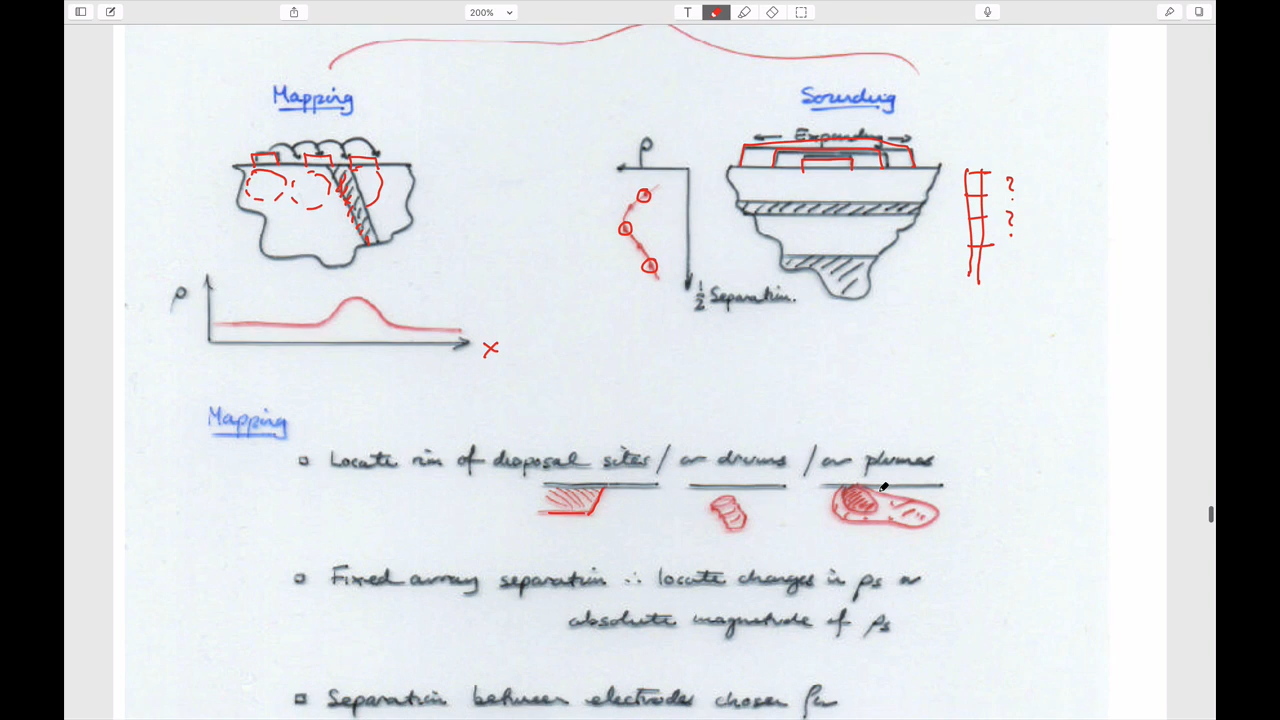 200%
T
Mapping
Sounding
← Expanding →
ρ
?
?
½ Separation.
ρ
x
Mapping
Locate rim of disposal sites / or drums / or plumes
Fixed array separation ∴ locate changes in ρs or
absolute magnitude of ρs
Separation between electrodes chosen for